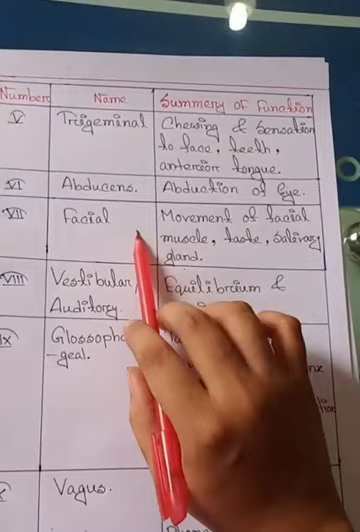 Numbers Name Summery of Function
V Trigeminal Chewing & Sensation
to face, teeth,
anterior tongue.
VI Abducens. Abduction of Eye.
VII Facial Movement of facial
muscle, taste, salivary
gland.
VIII Vestibular, Equilibrium &
Auditory.
IX Glossopha
-geal.
Vagus.